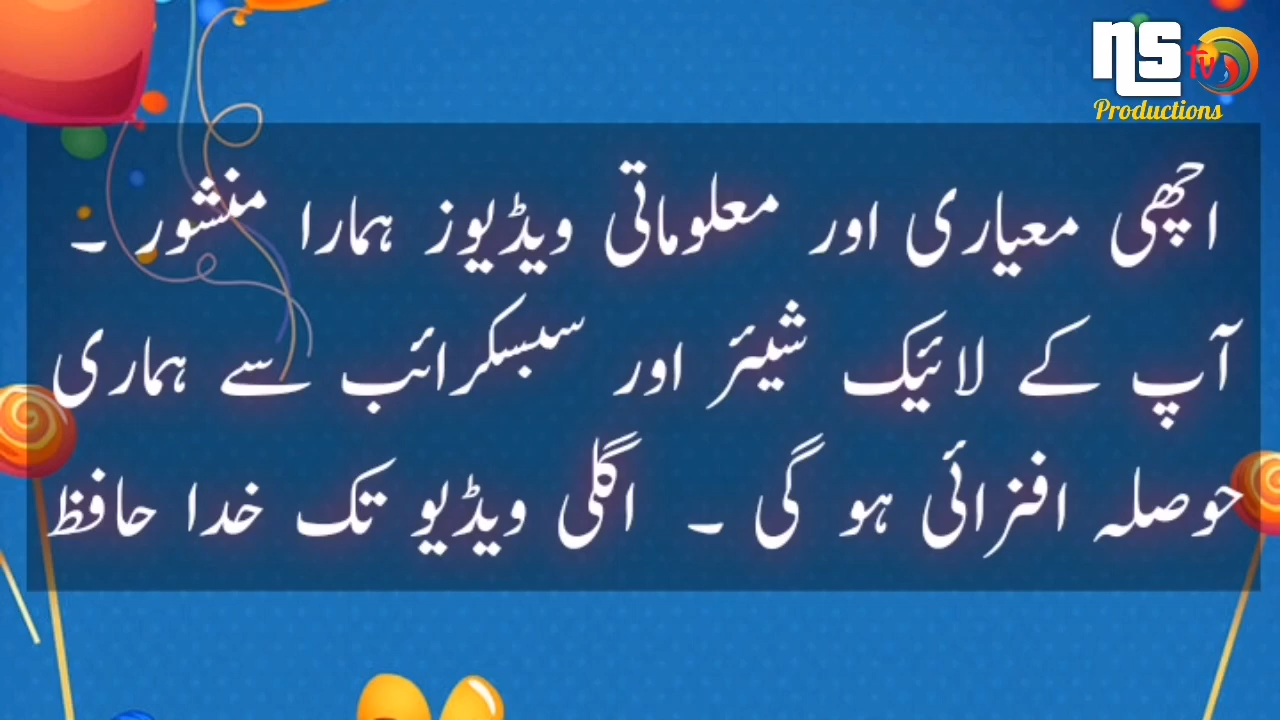 NS tv
Productions
اچھی معیاری اور معلوماتی ویڈیوز ہمارا منشور ۔
آپ کے لائیک شیئر اور سبسکرائب سے ہماری
حوصلہ افزائی ہو گی ۔ اگلی ویڈیو تک خدا حافظ